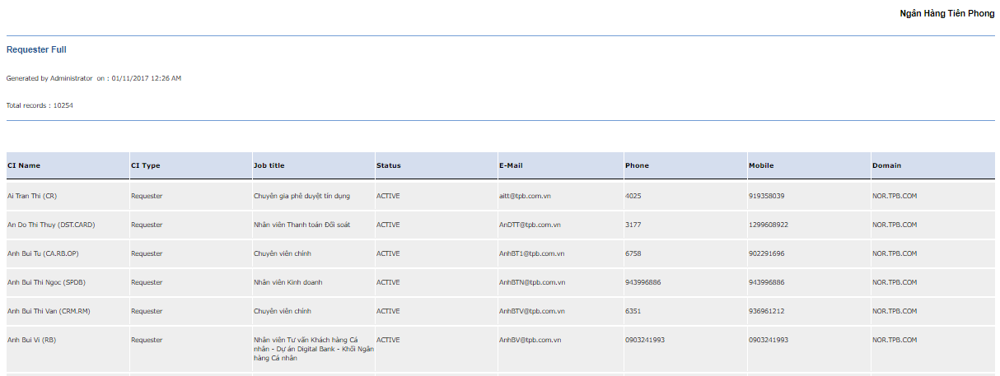 Ngân Hàng Tiên Phong
Requester Full
Generated by Administrator on : 01/11/2017 12:26 AM
Total records : 10254
CI Name CI Type Job title Status E-Mail Phone Mobile Domain
Ai Tran Thi (CR) Requester Chuyên gia phê duyệt tín dụng ACTIVE aitt@tpb.com.vn 4025 919358039 NOR.TPB.COM
An Do Thi Thuy (DST.CARD) Requester Nhân viên Thanh toán Đối soát ACTIVE AnDTT@tpb.com.vn 3177 1299608922 NOR.TPB.COM
Anh Bui Tu (CA.RB.OP) Requester Chuyên viên chính ACTIVE AnhBT1@tpb.com.vn 6758 902291696 NOR.TPB.COM
Anh Bui Thi Ngoc (SPDB) Requester Nhân viên Kinh doanh ACTIVE AnhBTN@tpb.com.vn 943996886 943996886 NOR.TPB.COM
Anh Bui Thi Van (CRM.RM) Requester Chuyên viên chính ACTIVE AnhBTV@tpb.com.vn 6351 936961212 NOR.TPB.COM
Anh Bui Vi (RB) Requester Nhân viên Tư vấn Khách hàng Cá ACTIVE AnhBV@tpb.com.vn 0903241993 0903241993 NOR.TPB.COM
nhân - Dự án Digital Bank - Khối Ngân
hàng Cá nhân